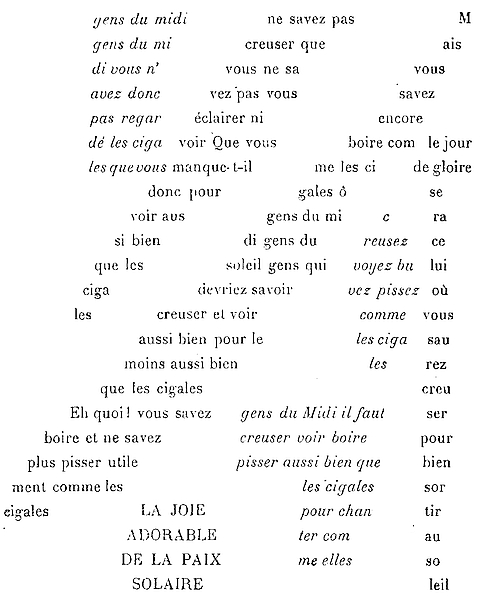 gens du midi ne savez pas M
gens du mi creuser que ais
di vous n' vous ne sa vous
avez donc vez pas vous savez
pas regar éclairer ni encore
dé les ciga voir Que vous boire com le jour
les que vous manque-t-il me les ci de gloire
donc pour gales ô se
voir aus gens du mi c ra
si bien di gens du reusez ce
que les soleil gens qui voyez bu lui
ciga devriez savoir vez pissez où
les creuser et voir comme vous
aussi bien pour le les ciga sau
moins aussi bien les rez
que les cigales creu
Eh quoi! vous savez gens du Midi il faut ser
boire et ne savez creuser voir boire pour
plus pisser utile pisser aussi bien que bien
ment comme les les cigales sor
cigales LA JOIE pour chan tir
ADORABLE ter com au
DE LA PAIX me elles so
SOLAIRE leil